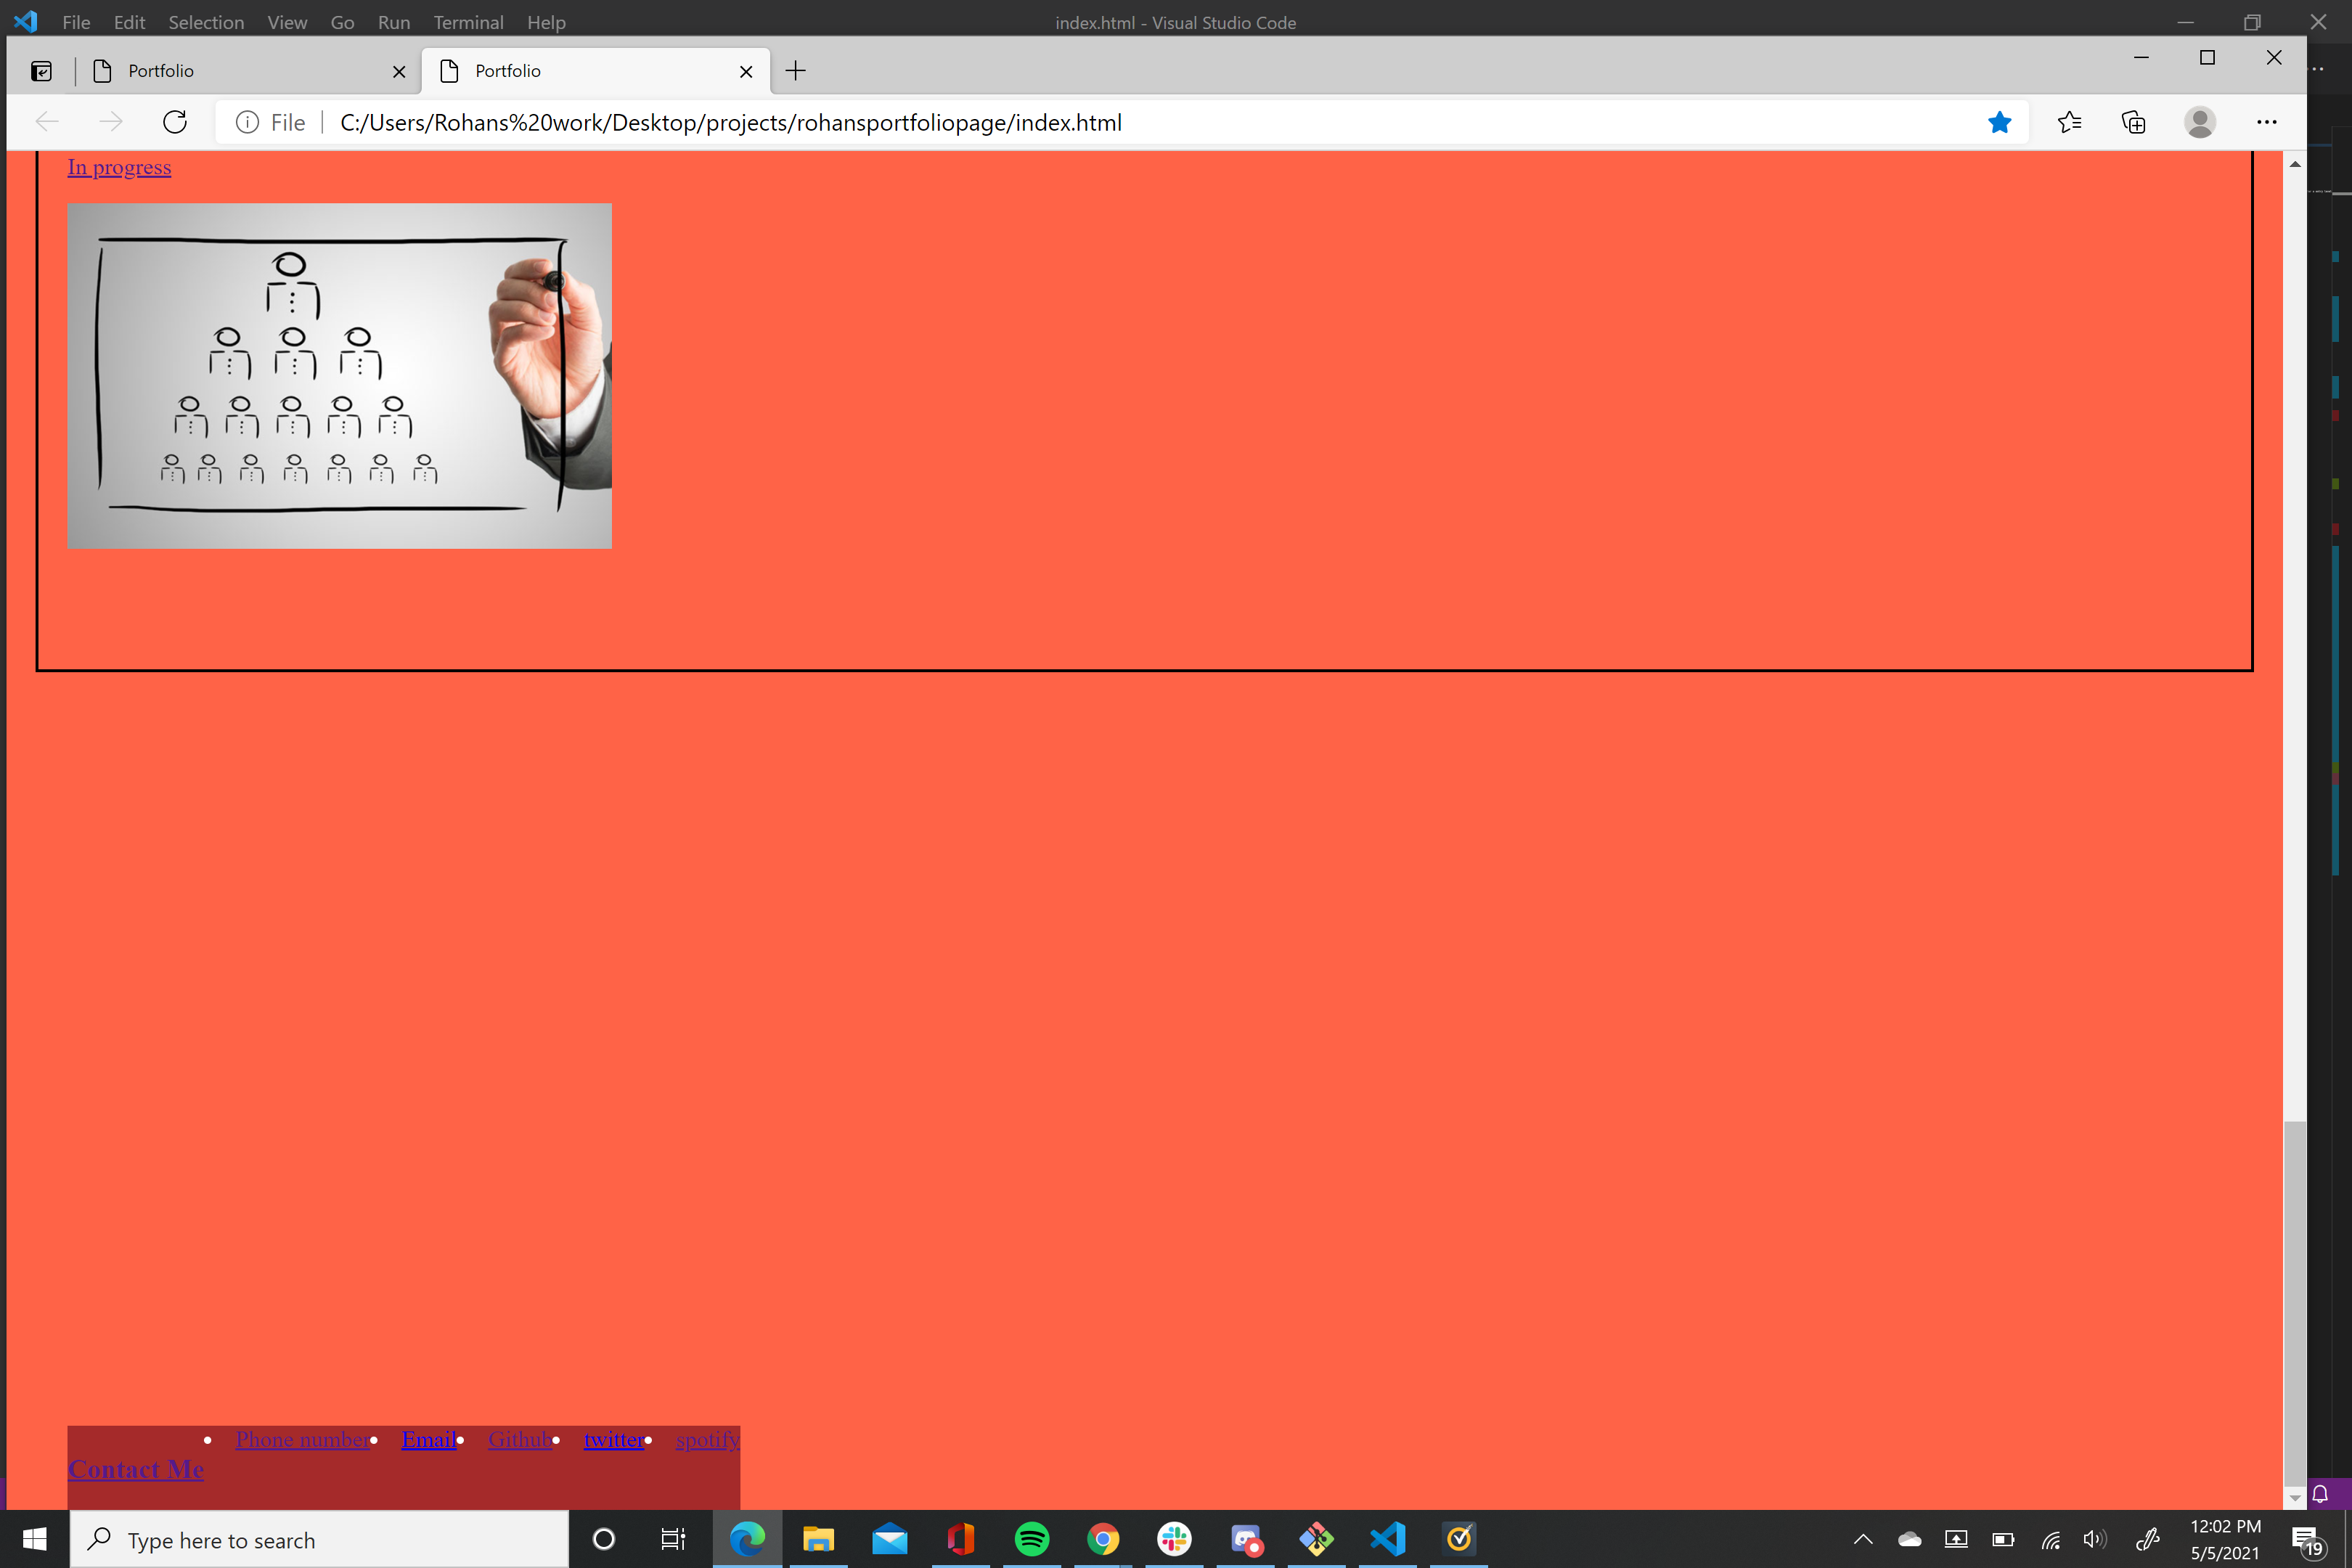 File Edit Selection View Go Run Terminal Help
index.html - Visual Studio Code
Portfolio
Portfolio
File
C:/Users/Rohans%20work/Desktop/projects/rohansportfoliopage/index.html
In progress
Phone number
Email
Github
twitter
spotify
Contact Me
Type here to search
12:02 PM
5/5/2021
19